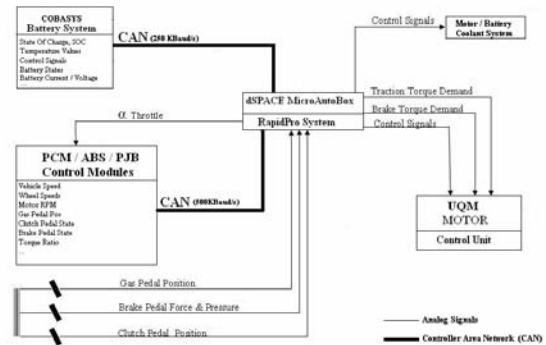 COBASYS
Battery System
State Of Charge, SOC
Temperature Values
Control Signals
Battery States
Battery Current / Voltage
...
CAN (250 KBaud/s)
Control Signals
Motor / Battery
Coolant System
dSPACE MicroAutoBox
RapidPro System
Traction Torque Demand
Brake Torque Demand
Control Signals
α Throttle
PCM / ABS / PJB
Control Modules
Vehicle Speed
Wheel Speeds
Motor RPM
Gas Pedal Pos
Clutch Pedal State
Brake Pedal State
Torque Ratio
...
CAN (500KBaud/s)
UQM
MOTOR
Control Unit
Gas Pedal Position
Brake Pedal Force & Pressure
Clutch Pedal Position
Analog Signals
Controller Area Network (CAN)